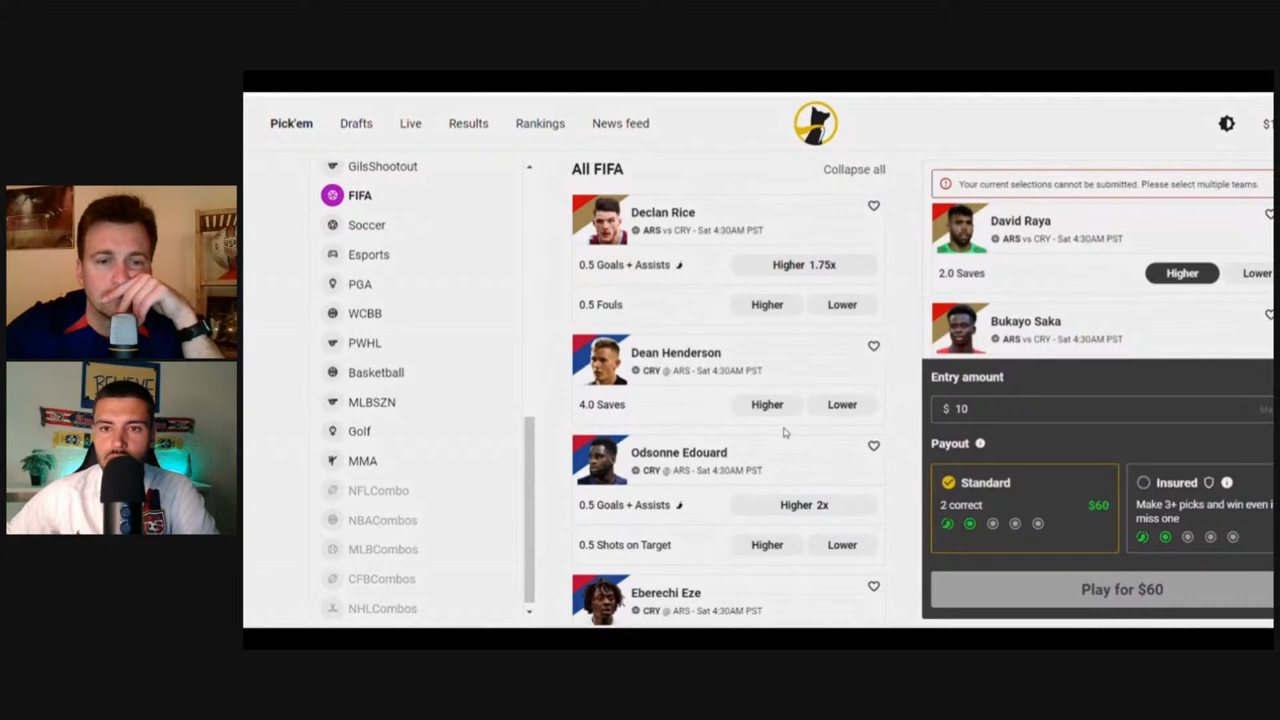 BELIEVE
Pick'em Drafts Live Results Rankings News feed
GilsShootout
FIFA
Soccer
Esports
PGA
WCBB
PWHL
Basketball
MLBSZN
Golf
MMA
NFLCombo
NBACombos
MLBCombos
CFBCombos
NHLCombos
All FIFA Collapse all
Declan Rice
ARS vs CRY - Sat 4:30AM PST
0.5 Goals + Assists Higher 1.75x
0.5 Fouls Higher Lower
Dean Henderson
CRY @ ARS - Sat 4:30AM PST
4.0 Saves Higher Lower
Odsonne Edouard
CRY @ ARS - Sat 4:30AM PST
0.5 Goals + Assists Higher 2x
0.5 Shots on Target Higher Lower
Eberechi Eze
CRY @ ARS - Sat 4:30AM PST
Your current selections cannot be submitted. Please select multiple teams.
David Raya
ARS vs CRY - Sat 4:30AM PST
2.0 Saves Higher Lower
Bukayo Saka
ARS vs CRY - Sat 4:30AM PST
Entry amount
$ 10
Payout
Standard
2 correct $60
Insured
Make 3+ picks and win even i
miss one
Play for $60